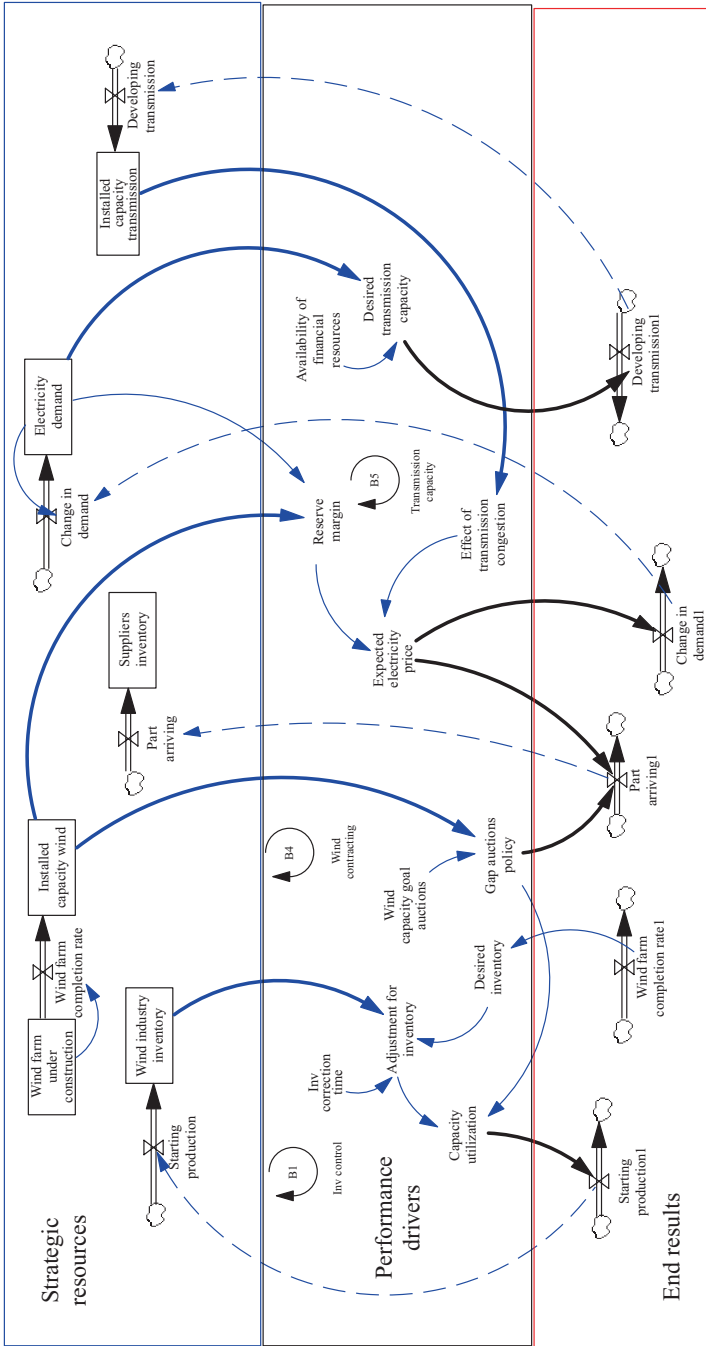 Strategic
resources
Wind farm
under
construction
Wind farm
completion rate
Installed
capacity wind
Wind industry
inventory
Starting
production
Part
arriving
Suppliers
inventory
Change in
demand
Electricity
demand
Installed
capacity
transmission
Developing
transmission
Performance
drivers
B1
Inv control
Inv
correction
time
Adjustment for
inventory
Capacity
utilization
Desired
inventory
B4
Wind
contracting
Wind
capacity goal
auctions
Gap auctions
policy
Expected
electricity
price
Reserve
margin
B5
Transmission
capacity
Effect of
transmission
congestion
Availability of
financial
resources
Desired
transmission
capacity
End results
Starting
production1
Wind farm
completion rate1
Part
arriving1
Change in
demand1
Developing
transmission1